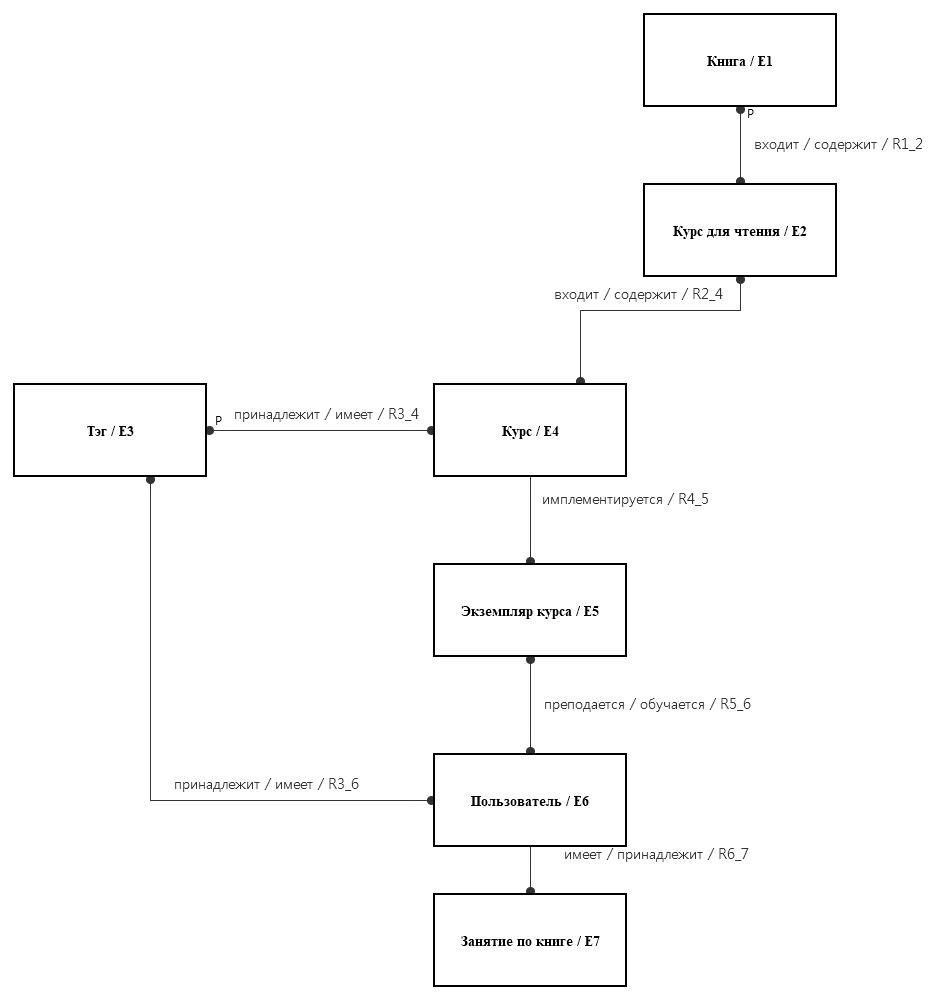 Книга / E1
P
входит / содержит / R1_2
Курс для чтения / E2
входит / содержит / R2_4
Тэг / E3
P
принадлежит / имеет / R3_4
Курс / E4
имплементируется / R4_5
Экземпляр курса / E5
преподается / обучается / R5_6
принадлежит / имеет / R3_6
Пользователь / E6
имеет / принадлежит / R6_7
Занятие по книге / E7